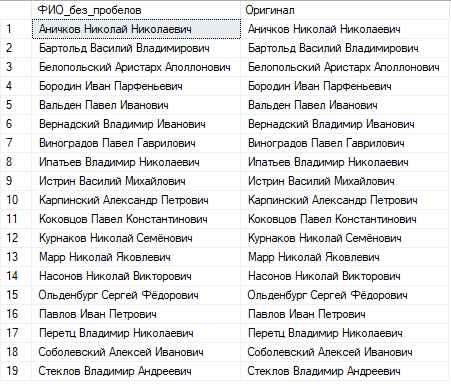 ФИО_без_пробелов Оригинал
1 Аничков Николай Николаевич Аничков Николай Николаевич
2 Бартольд Василий Владимирович Бартольд Василий Владимирович
3 Белопольский Аристарх Аполлонович Белопольский Аристарх Аполлонович
4 Бородин Иван Парфеньевич Бородин Иван Парфеньевич
5 Вальден Павел Иванович Вальден Павел Иванович
6 Вернадский Владимир Иванович Вернадский Владимир Иванович
7 Виноградов Павел Гаврилович Виноградов Павел Гаврилович
8 Ипатьев Владимир Николаевич Ипатьев Владимир Николаевич
9 Истрин Василий Михайлович Истрин Василий Михайлович
10 Карпинский Александр Петрович Карпинский Александр Петрович
11 Коковцов Павел Константинович Коковцов Павел Константинович
12 Курнаков Николай Семёнович Курнаков Николай Семёнович
13 Марр Николай Яковлевич Марр Николай Яковлевич
14 Насонов Николай Викторович Насонов Николай Викторович
15 Ольденбург Сергей Фёдорович Ольденбург Сергей Фёдорович
16 Павлов Иван Петрович Павлов Иван Петрович
17 Перетц Владимир Николаевич Перетц Владимир Николаевич
18 Соболевский Алексей Иванович Соболевский Алексей Иванович
19 Стеклов Владимир Андреевич Стеклов Владимир Андреевич